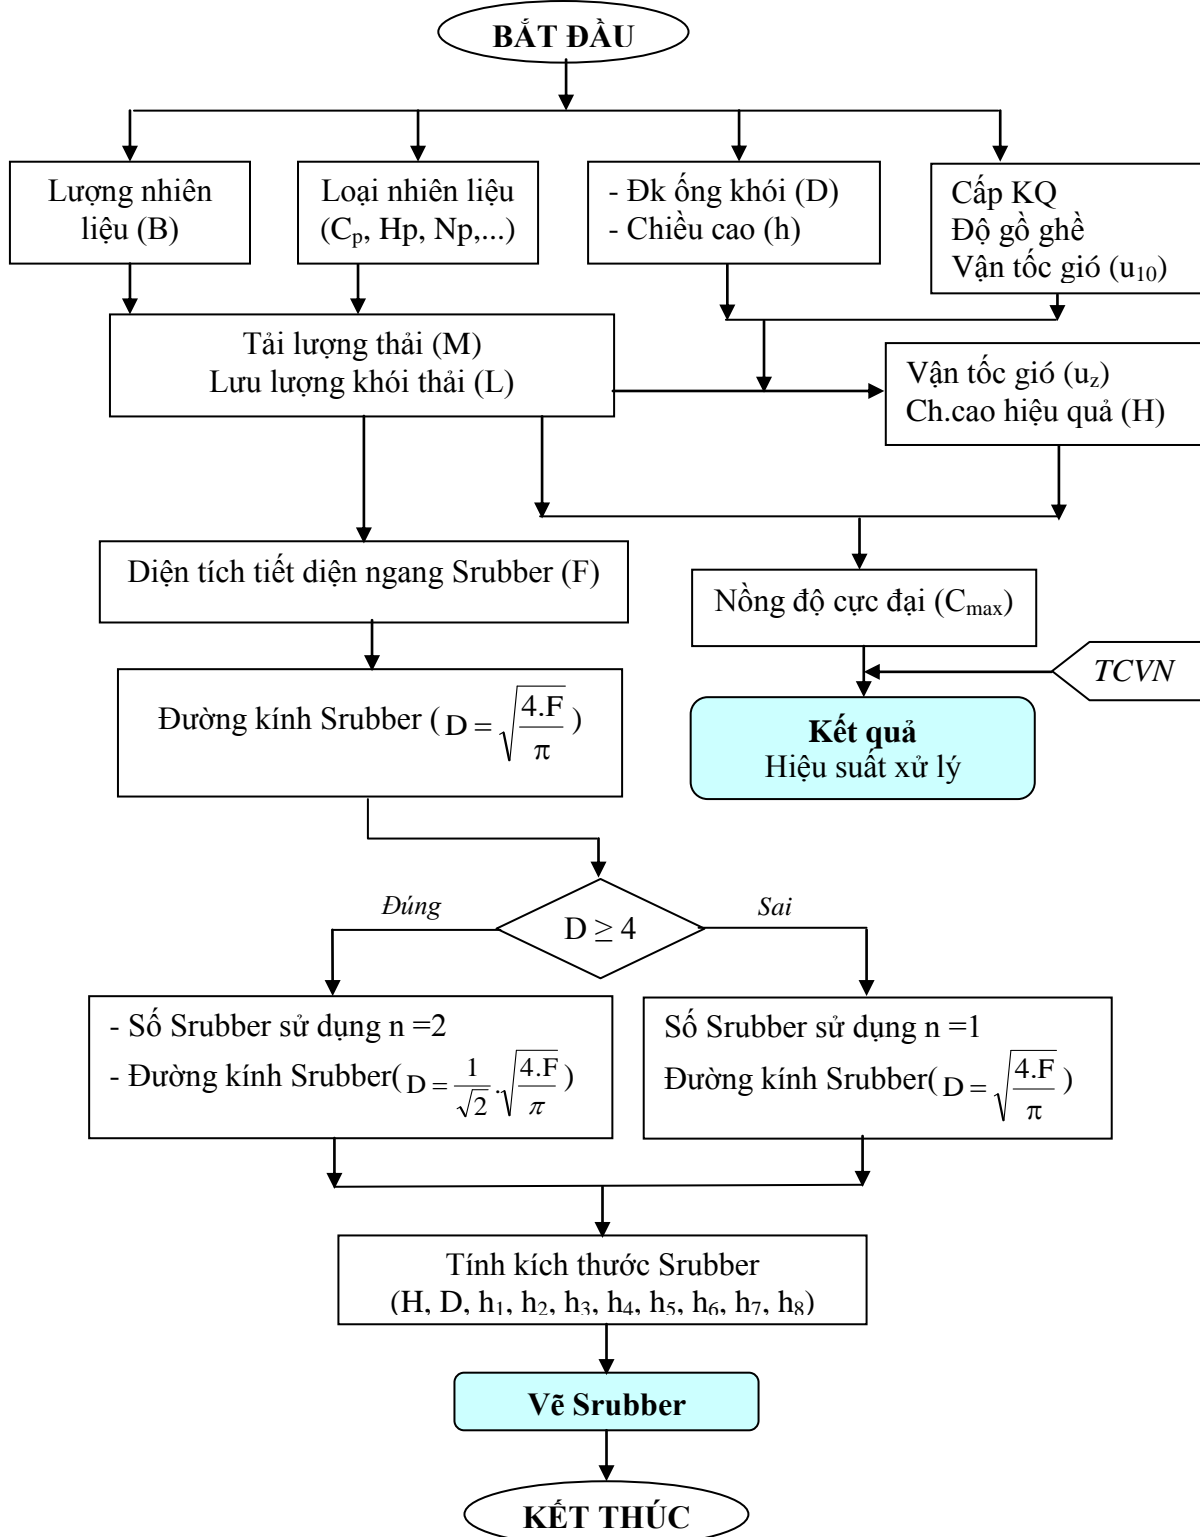 BẮT ĐẦU
Lượng nhiên
liệu (B)
Loại nhiên liệu
(Cₚ, Hp, Np,...)
- Đk ống khói (D)
- Chiều cao (h)
Cấp KQ
Độ gồ ghề
Vận tốc gió (u₁₀)
Tải lượng thải (M)
Lưu lượng khói thải (L)
Vận tốc gió (u_z)
Ch.cao hiệu quả (H)
Diện tích tiết diện ngang Srubber (F)
Nồng độ cực đại (C_max)
TCVN
Đường kính Srubber ( D = √(4.F/π) )
Kết quả
Hiệu suất xử lý
D ≥ 4
Đúng
Sai
- Số Srubber sử dụng n =2
- Đường kính Srubber( D = 1/√2 . √(4.F/π) )
Số Srubber sử dụng n =1
Đường kính Srubber( D = √(4.F/π) )
Tính kích thước Srubber
(H, D, h₁, h₂, h₃, h₄, h₅, h₆, h₇, h₈)
Vẽ Srubber
KẾT THÚC